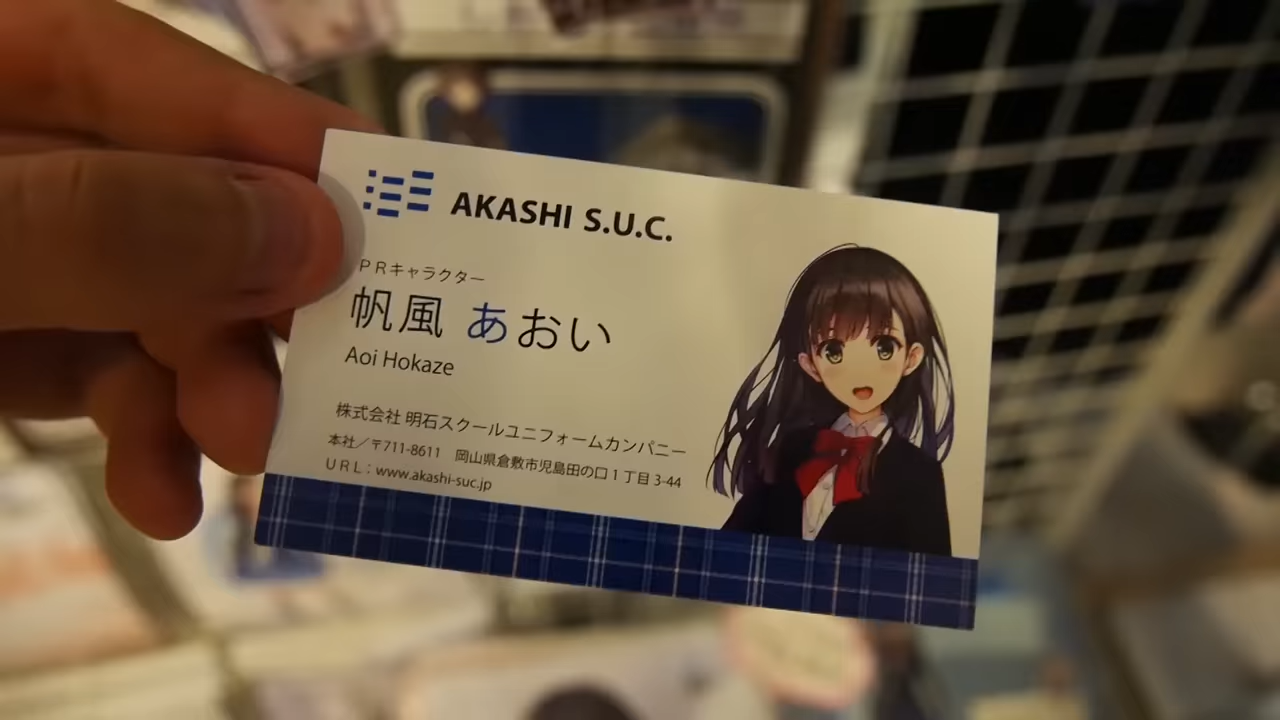 AKASHI S.U.C.
PRキャラクター
帆風 あおい
Aoi Hokaze
株式会社 明石スクールユニフォームカンパニー
本社／〒711-8611 岡山県倉敷市児島田の口1丁目3-44
URL：www.akashi-suc.jp